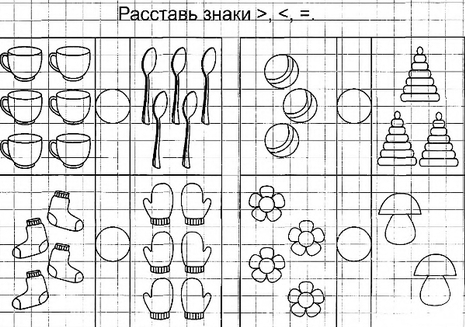 Расставь знаки >, <, =.